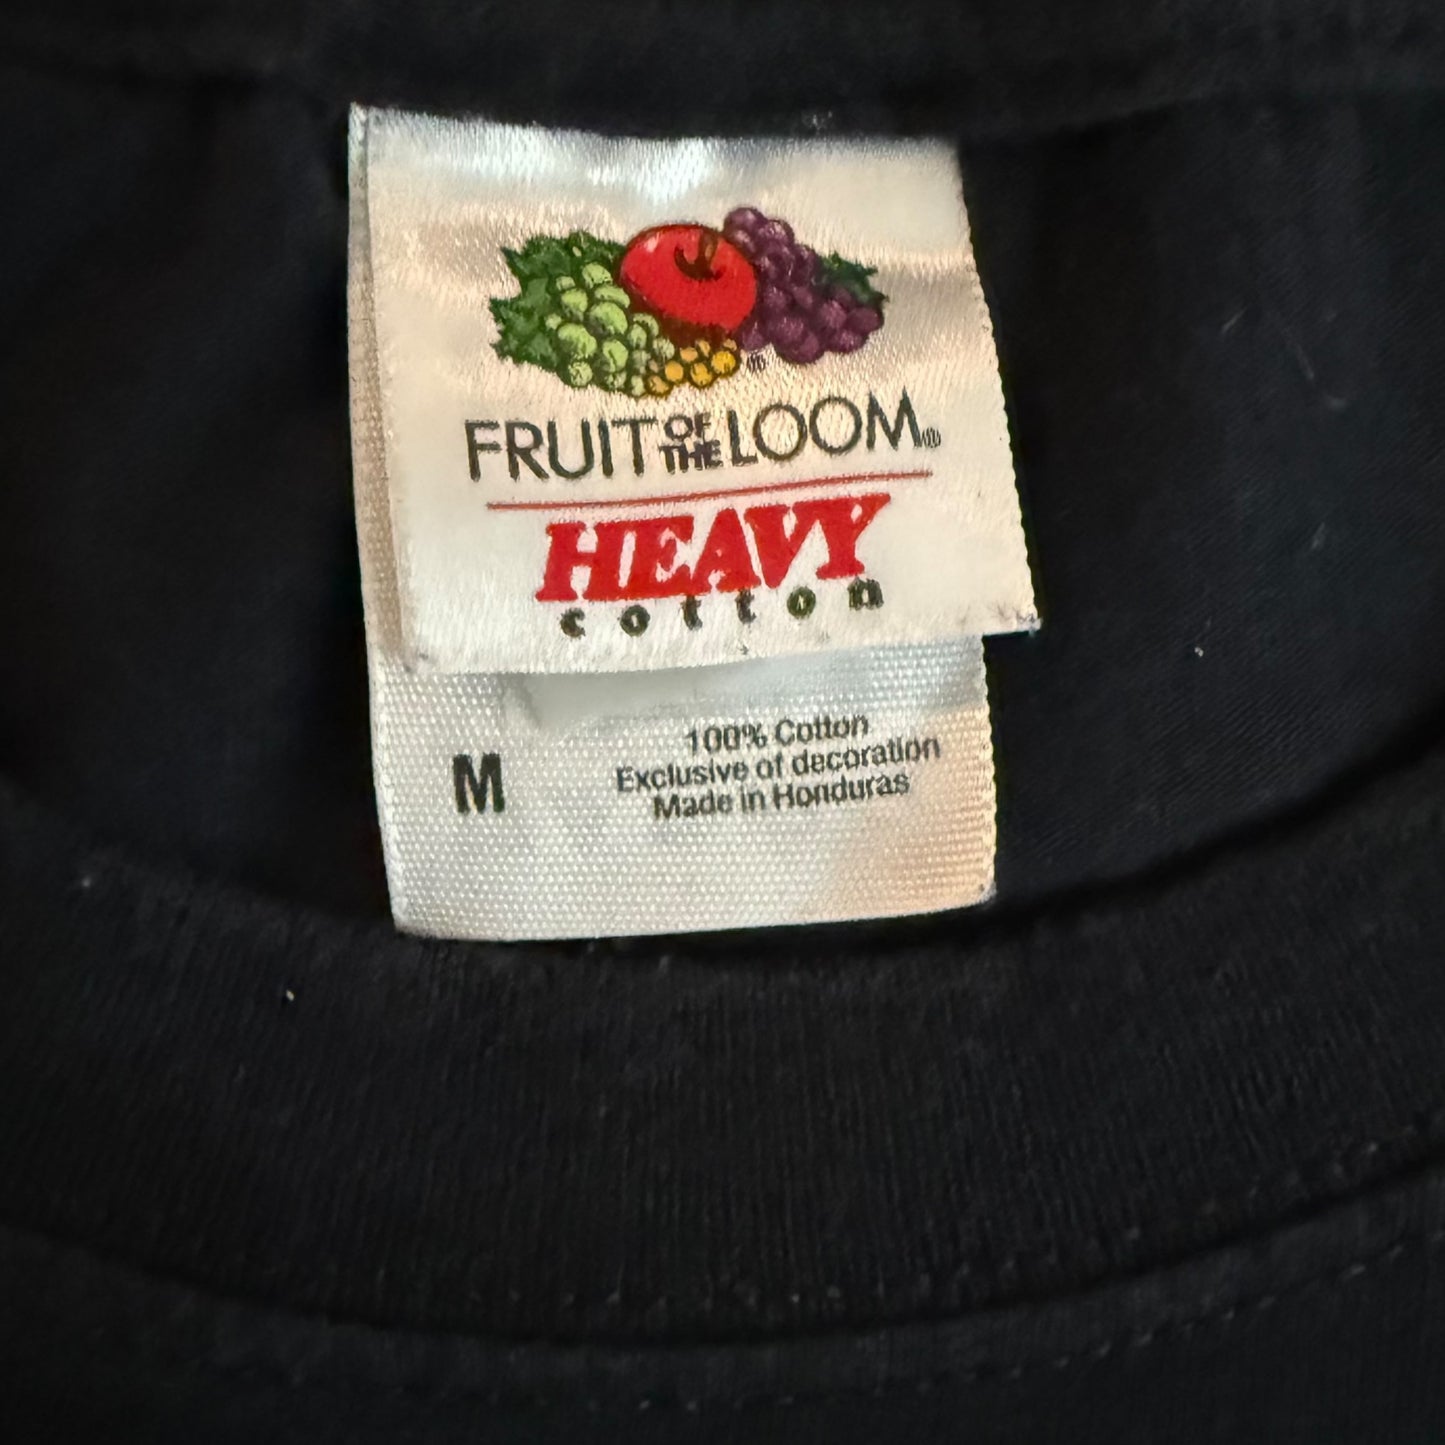 FRUIT OF THE LOOM®
HEAVY
cotton
M
100% Cotton
Exclusive of decoration
Made in Honduras